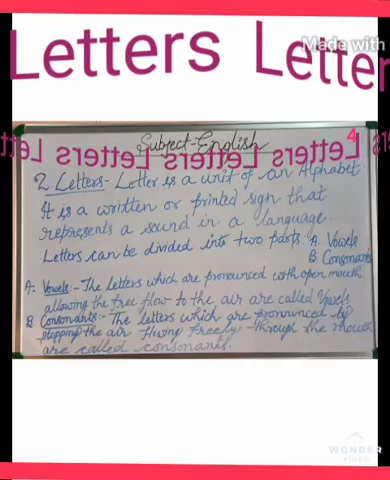 Letters Letter
Made with
Subject-English
Letters Letters Letters Let
4
2 Letters- Letter is a unit of an Alphabet.
It is a written or printed sign that
represents a sound in a language.
Letters can be divided into two parts:- A. Vowels
B. Consonants
A: Vowels:- The Letters which are pronounced with open mouth
allowing the free flow to the air are called Vowels
B. Consonants:- The letters which are pronounced by
stopping the air flowing freely through the mouth
are called consonants.
WONDER